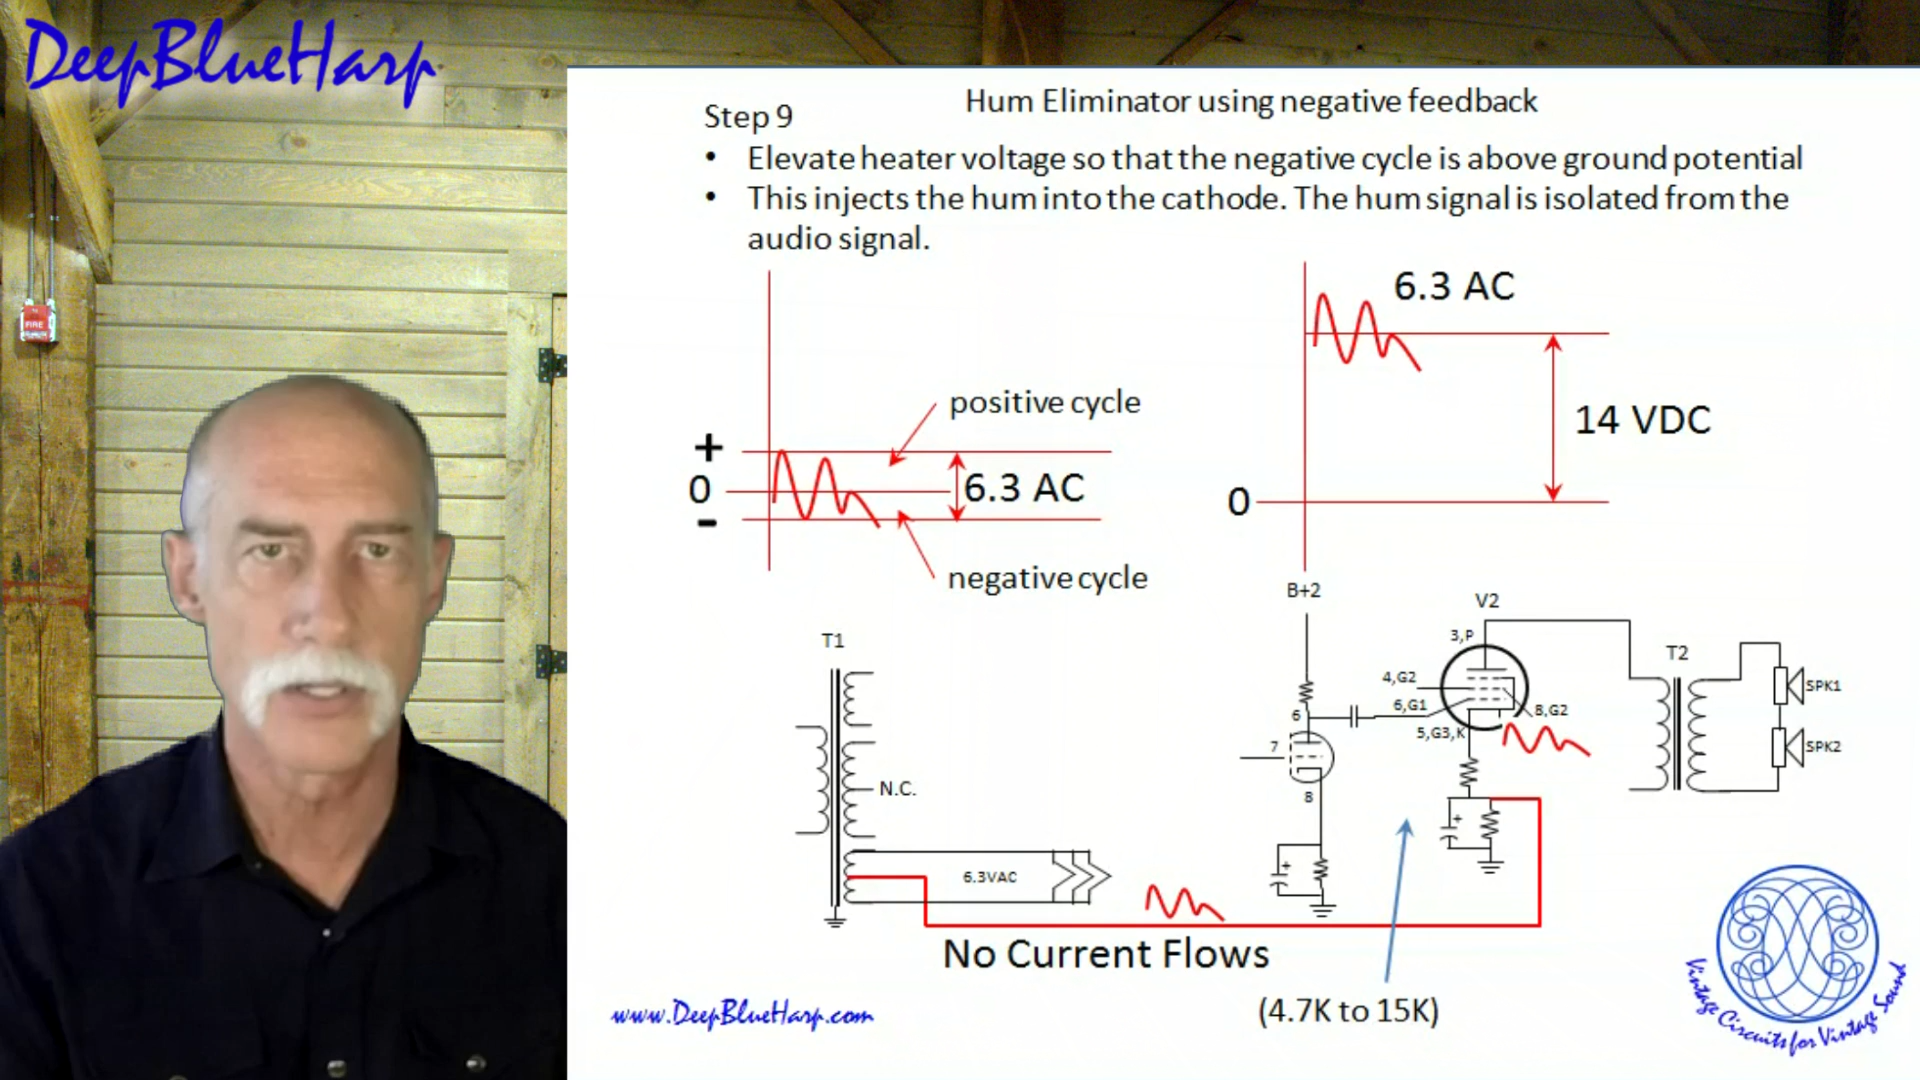 DeepBlueHarp
FIRE
Step 9
Hum Eliminator using negative feedback
• Elevate heater voltage so that the negative cycle is above ground potential
• This injects the hum into the cathode. The hum signal is isolated from the
audio signal.
6.3 AC
14 VDC
0
positive cycle
+
0
-
6.3 AC
negative cycle
B+2
V2
T1
3,P
T2
4,G2
6,G1
8,G2
5,G3,K
SPK1
SPK2
6
7
8
N.C.
+
+
6.3VAC
No Current Flows
(4.7K to 15K)
www.DeepBlueHarp.com
Vintage Circuits for Vintage Sound